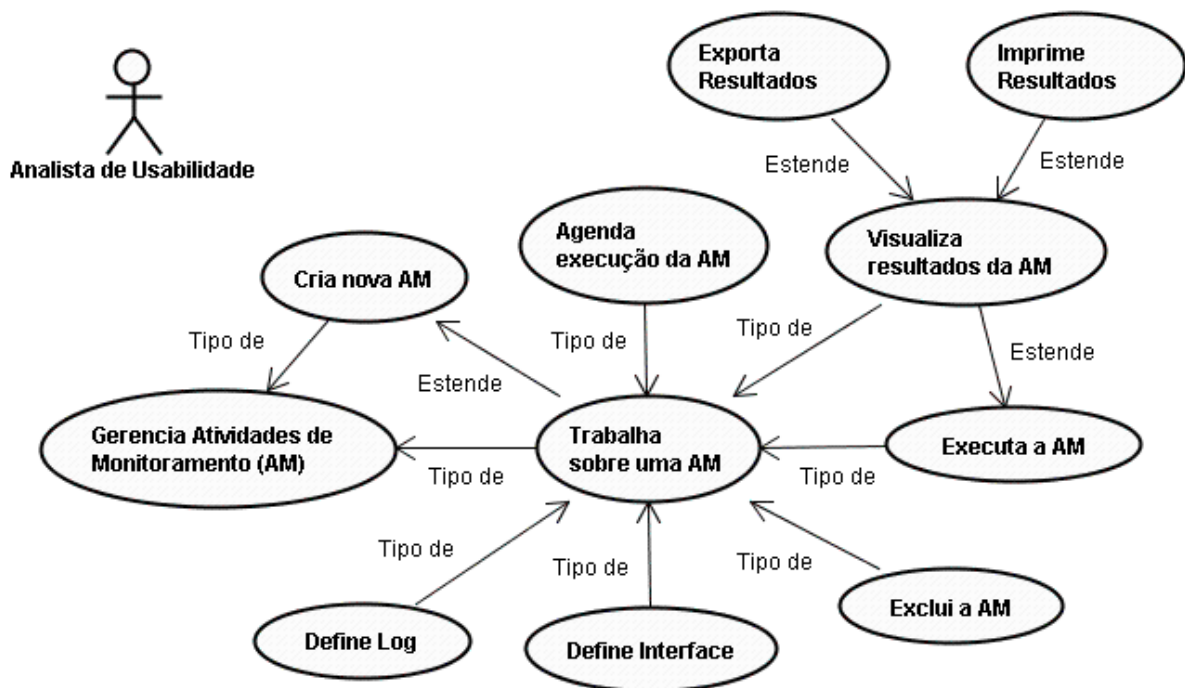 Exporta
Resultados
Imprime
Resultados
Analista de Usabilidade
Estende
Estende
Agenda
execução da AM
Visualiza
resultados da AM
Cria nova AM
Tipo de
Tipo de
Tipo de
Estende
Estende
Gerencia Atividades de
Monitoramento (AM)
Trabalha
sobre uma AM
Executa a AM
Tipo de
Tipo de
Tipo de
Tipo de
Tipo de
Define Log
Define Interface
Exclui a AM